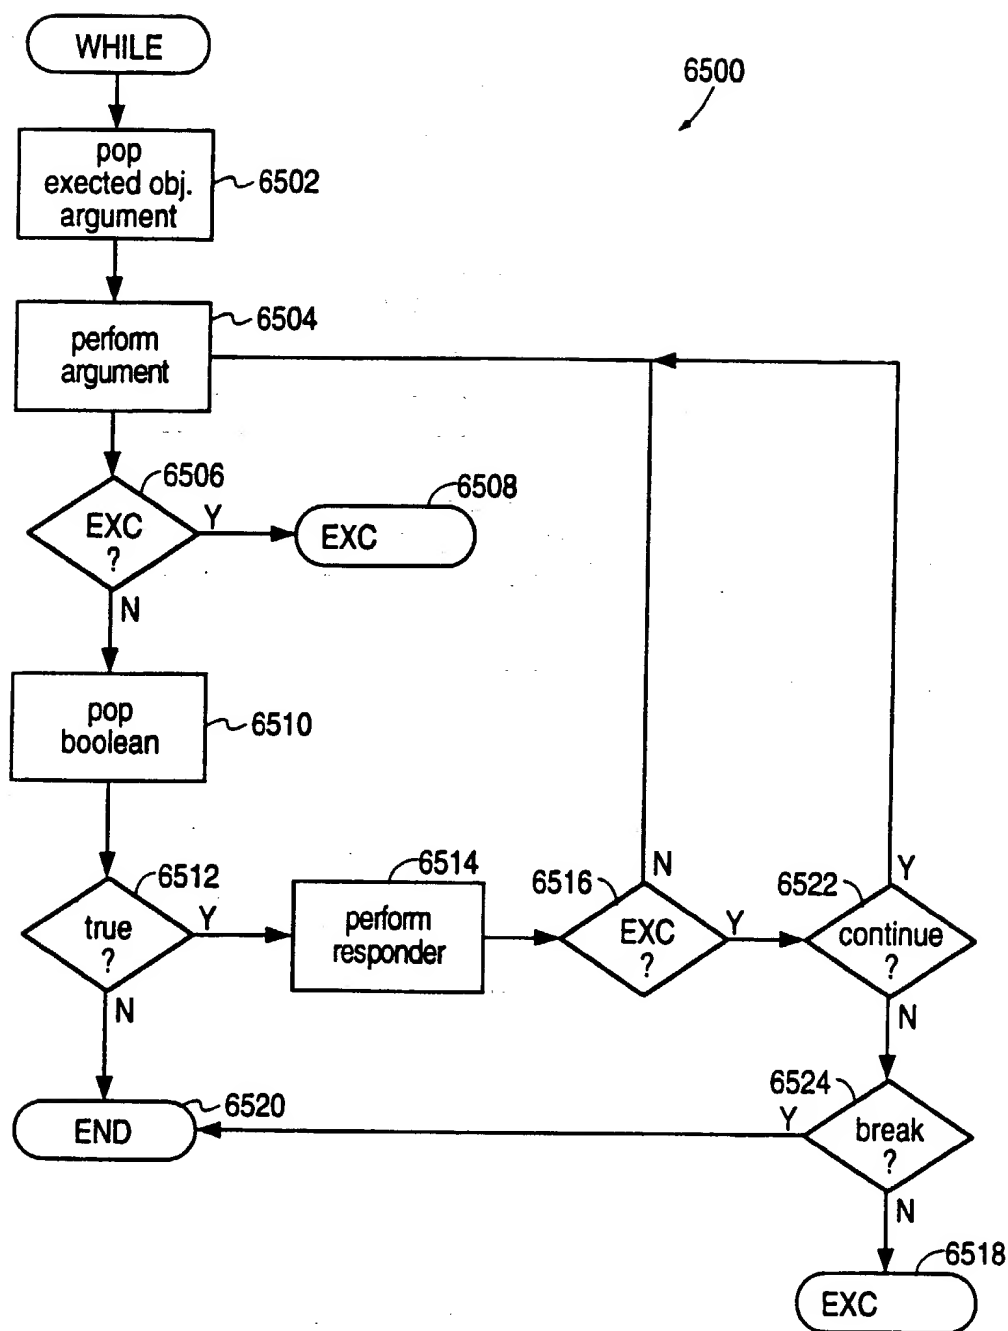 WHILE
6500
pop
exected obj.
argument
6502
perform
argument
6504
6506
EXC
?
Y
6508
EXC
N
pop
boolean
6510
6512
true
?
Y
6514
perform
responder
6516
EXC
?
N
Y
6522
continue
?
Y
N
N
6520
END
6524
break
?
Y
N
6518
EXC